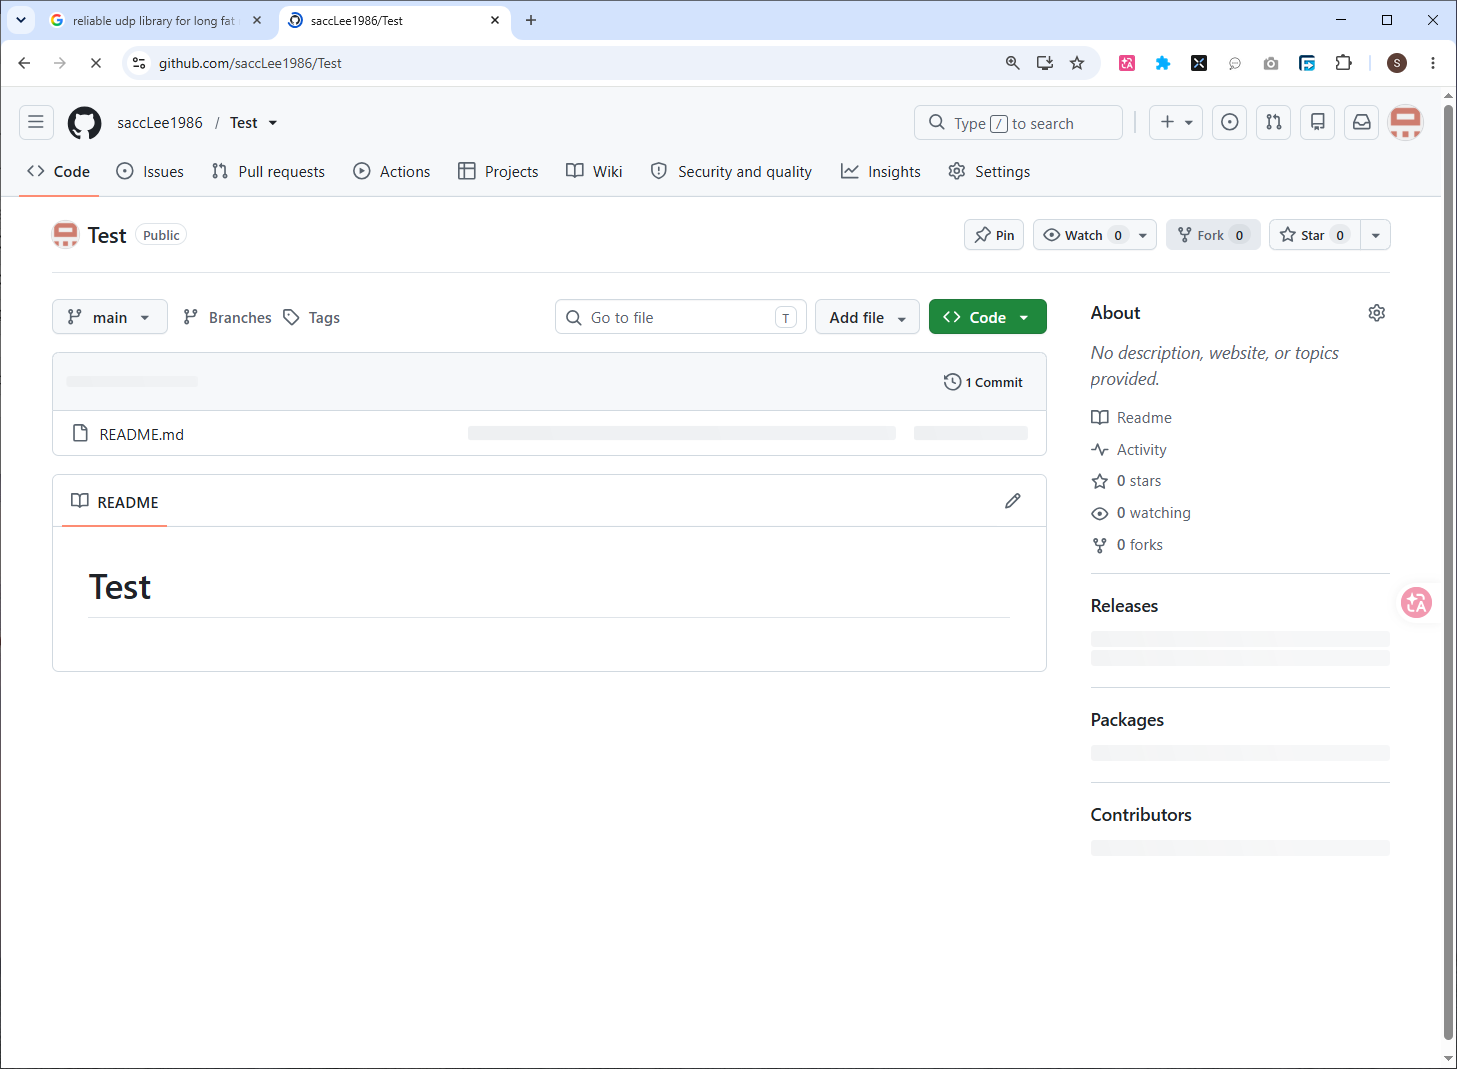 reliable udp library for long fat
saccLee1986/Test
github.com/saccLee1986/Test
S
saccLee1986 / Test
Type / to search
Code
Issues
Pull requests
Actions
Projects
Wiki
Security and quality
Insights
Settings
Test
Public
Pin
Watch 0
Fork 0
Star 0
main
Branches
Tags
Go to file
T
Add file
Code
1 Commit
README.md
README
Test
About
No description, website, or topics
provided.
Readme
Activity
0 stars
0 watching
0 forks
Releases
Packages
Contributors